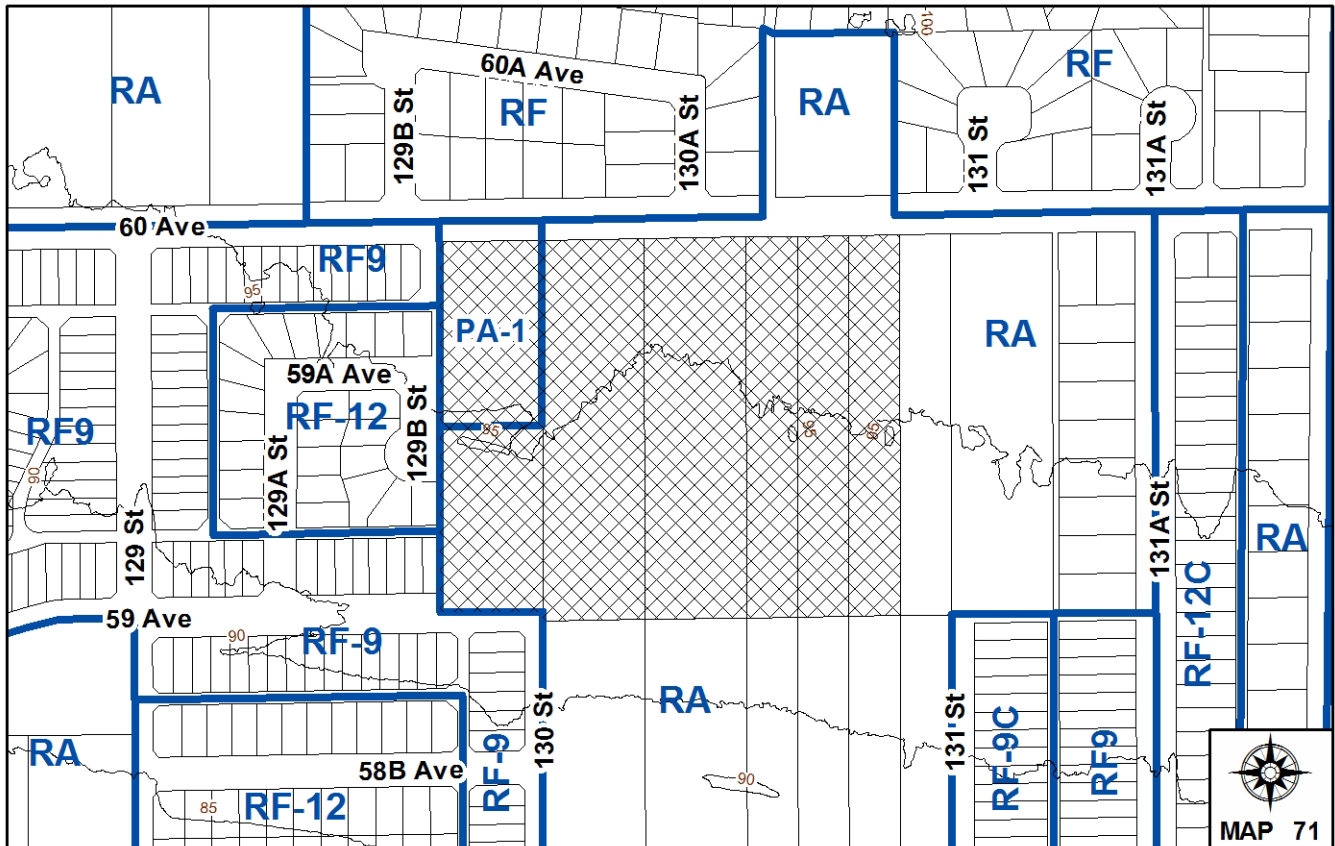 100
60A Ave
RA
RF
RF
RA
129B St
130A St
131 St
131A St
60 Ave
RF9
95
PA-1
RA
59A Ave
RF-12
129B St
RF9
129A St
95
95
95
90
129 St
131A St
RA
RF-12C
59 Ave
90
RF-9
RA
130 St
131 St
RF-9C
RF9
RF-9
RA
58B Ave
90
85
RF-12
MAP 71